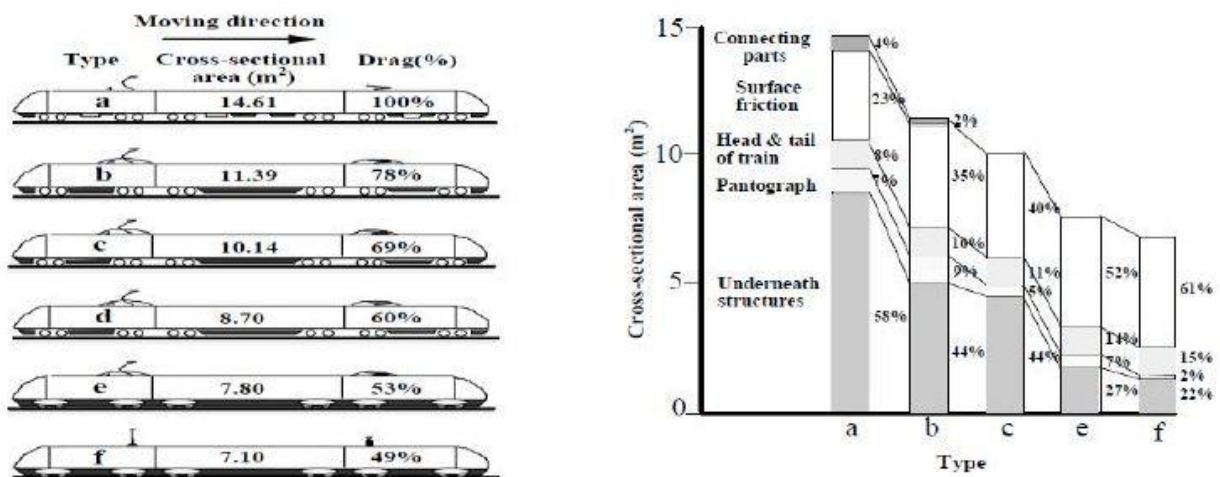 Moving direction
Type Cross-sectional area (m²) Drag(%)
a 14.61 100%
b 11.39 78%
c 10.14 69%
d 8.70 60%
e 7.80 53%
f 7.10 49%
Cross-sectional area (m²)
15
10
5
0
Connecting parts
Surface friction
Head & tail of train
Pantograph
Underneath structures
4%
23%
8%
7%
58%
2%
35%
10%
9%
44%
40%
11%
5%
44%
52%
14%
7%
27%
61%
15%
2%
22%
a b c e f
Type